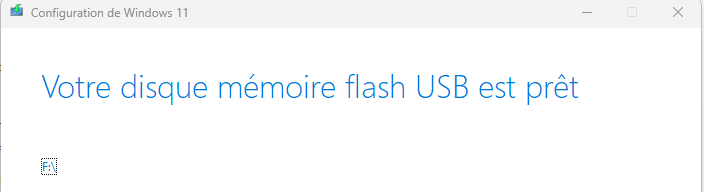 Configuration de Windows 11
Votre disque mémoire flash USB est prêt
F:\